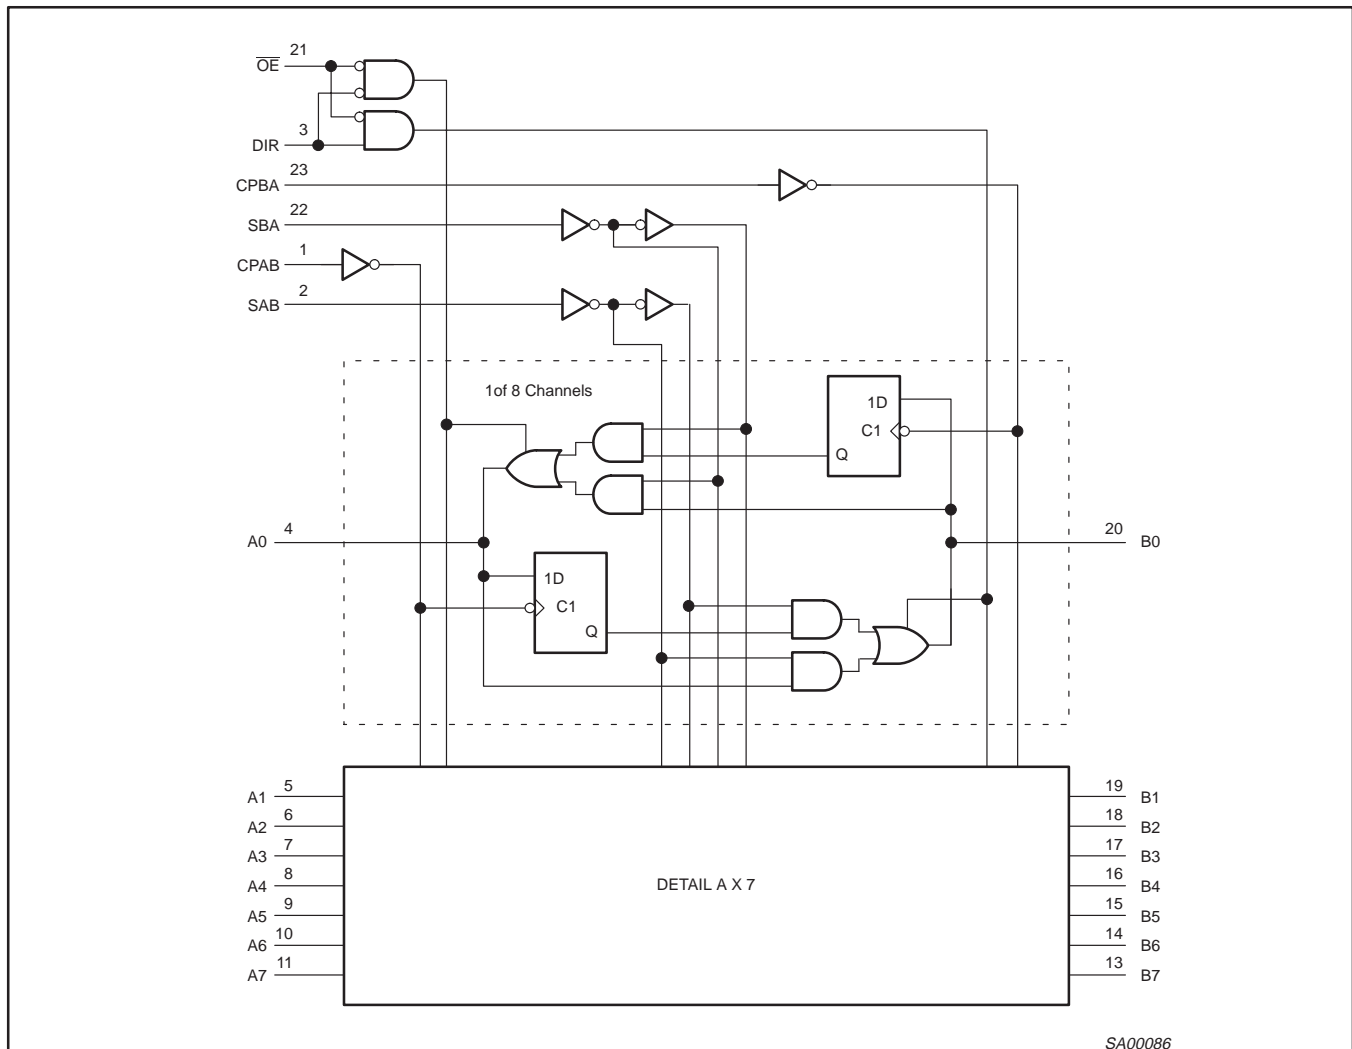 21
OE
3
DIR
23
CPBA
22
SBA
1
CPAB
2
SAB
1of 8 Channels
1D
C1
Q
4
A0
20
B0
1D
C1
Q
5
A1
19
B1
6
A2
18
B2
7
A3
17
B3
8
A4
DETAIL A X 7
16
B4
9
A5
15
B5
10
A6
14
B6
11
A7
13
B7
SA00086